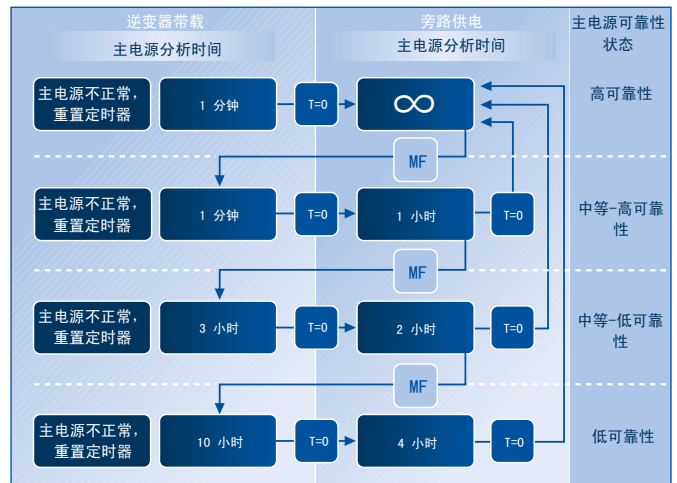 逆变器带载
旁路供电
主电源可靠性
状态
主电源分析时间
主电源分析时间
主电源不正常，
重置定时器
1 分钟
T=0
∞
高可靠性
MF
主电源不正常，
重置定时器
1 分钟
T=0
1 小时
T=0
中等-高可靠
性
MF
主电源不正常，
重置定时器
3 小时
T=0
2 小时
T=0
中等-低可靠
性
MF
主电源不正常，
重置定时器
10 小时
T=0
4 小时
T=0
低可靠性